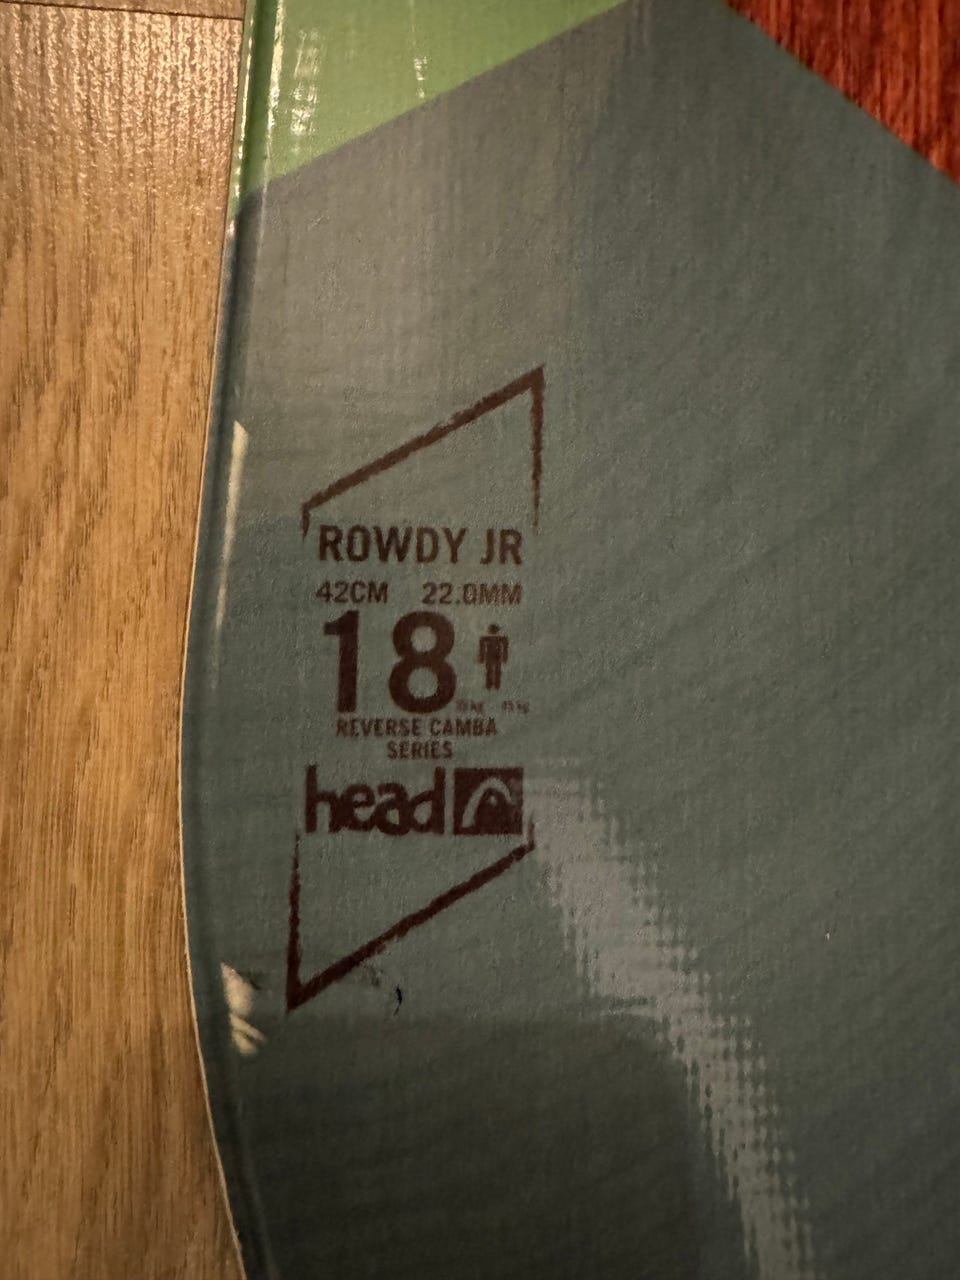 ROWDY JR
42CM 22.0MM
18
REVERSE CAMBA
SERIES
head